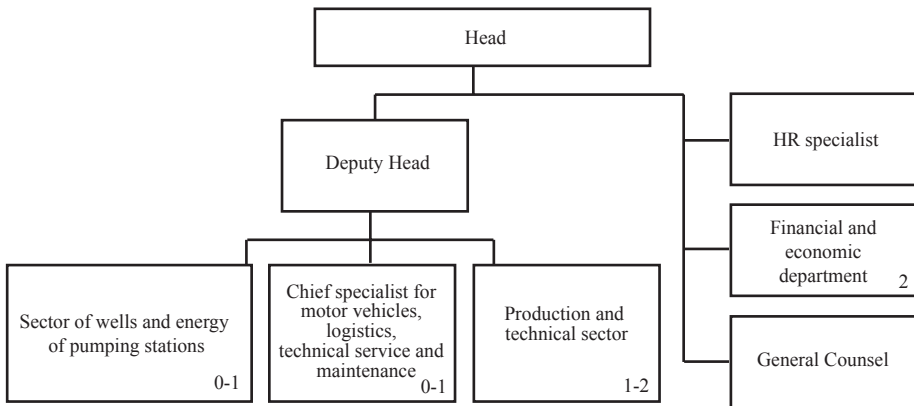 Head
Deputy Head
HR specialist
Financial and
economic
department
2
General Counsel
Sector of wells and energy
of pumping stations
0-1
Chief specialist for
motor vehicles,
logistics,
technical service and
maintenance
0-1
Production and
technical sector
1-2